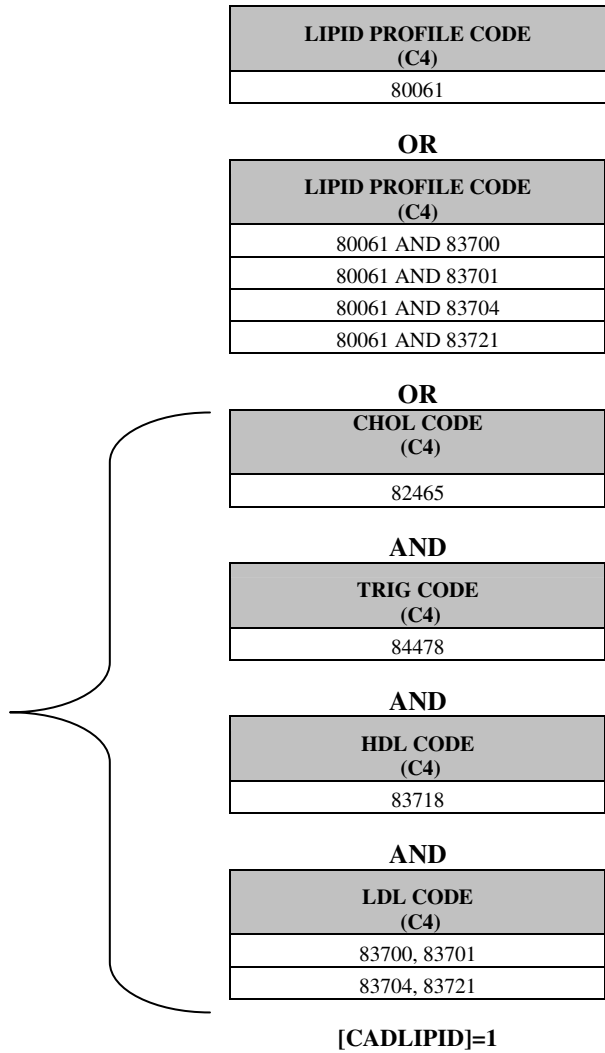 LIPID PROFILE CODE
(C4)
80061
OR
LIPID PROFILE CODE
(C4)
80061 AND 83700
80061 AND 83701
80061 AND 83704
80061 AND 83721
OR
CHOL CODE
(C4)
82465
AND
TRIG CODE
(C4)
84478
AND
HDL CODE
(C4)
83718
AND
LDL CODE
(C4)
83700, 83701
83704, 83721
[CADLIPID]=1